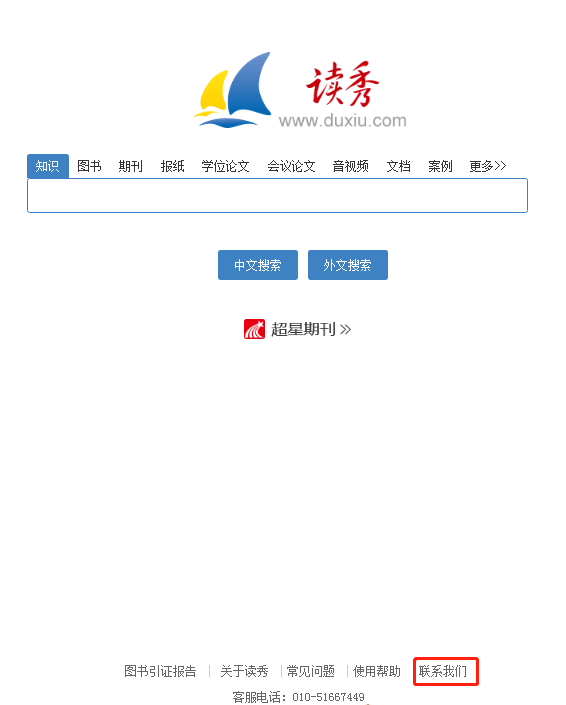 读秀
www.duxiu.com
知识 图书 期刊 报纸 学位论文 会议论文 音视频 文档 案例 更多>>
中文搜索 外文搜索
超星期刊 >>
图书引证报告 | 关于读秀 | 常见问题 | 使用帮助 联系我们
客服电话：010-51667449